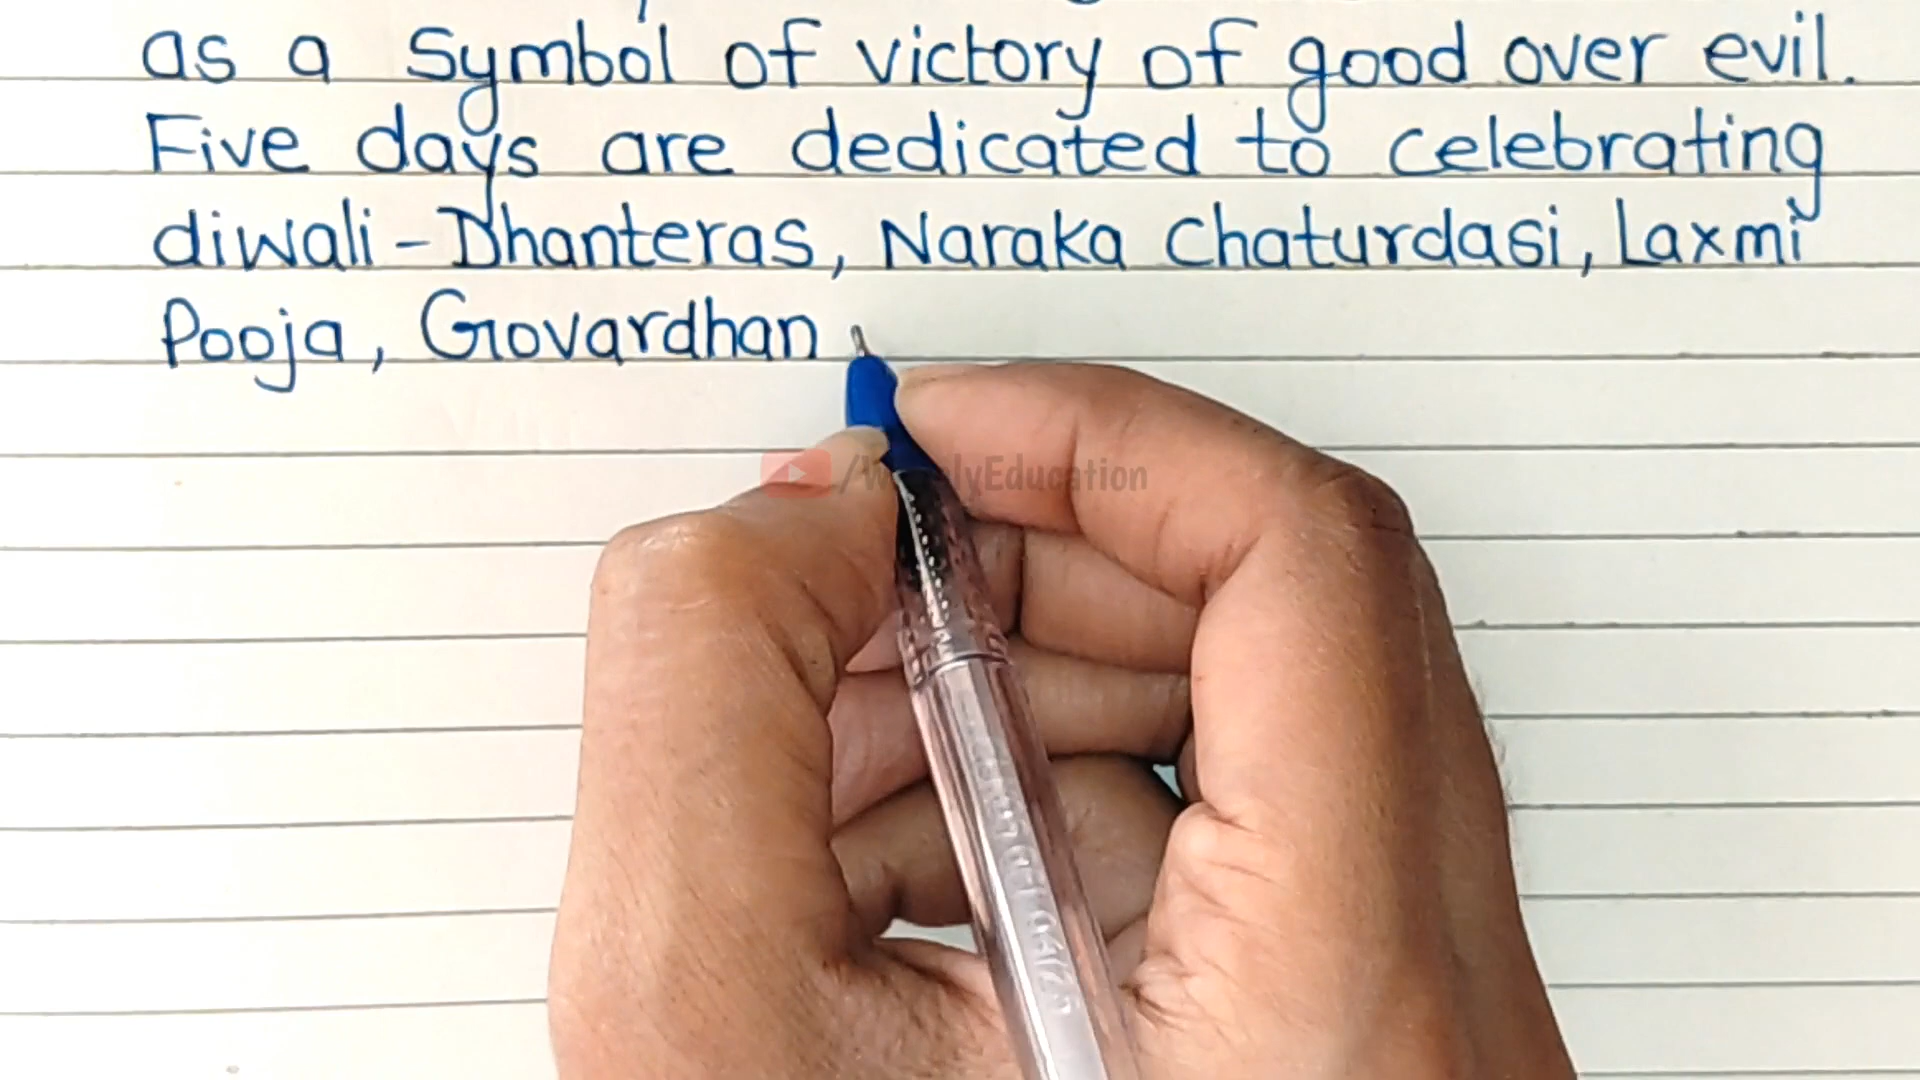 as a symbol of victory of good over evil.
Five days are dedicated to celebrating
diwali - Dhanteras, Naraka Chaturdasi, Laxmi
Pooja, Govardhan